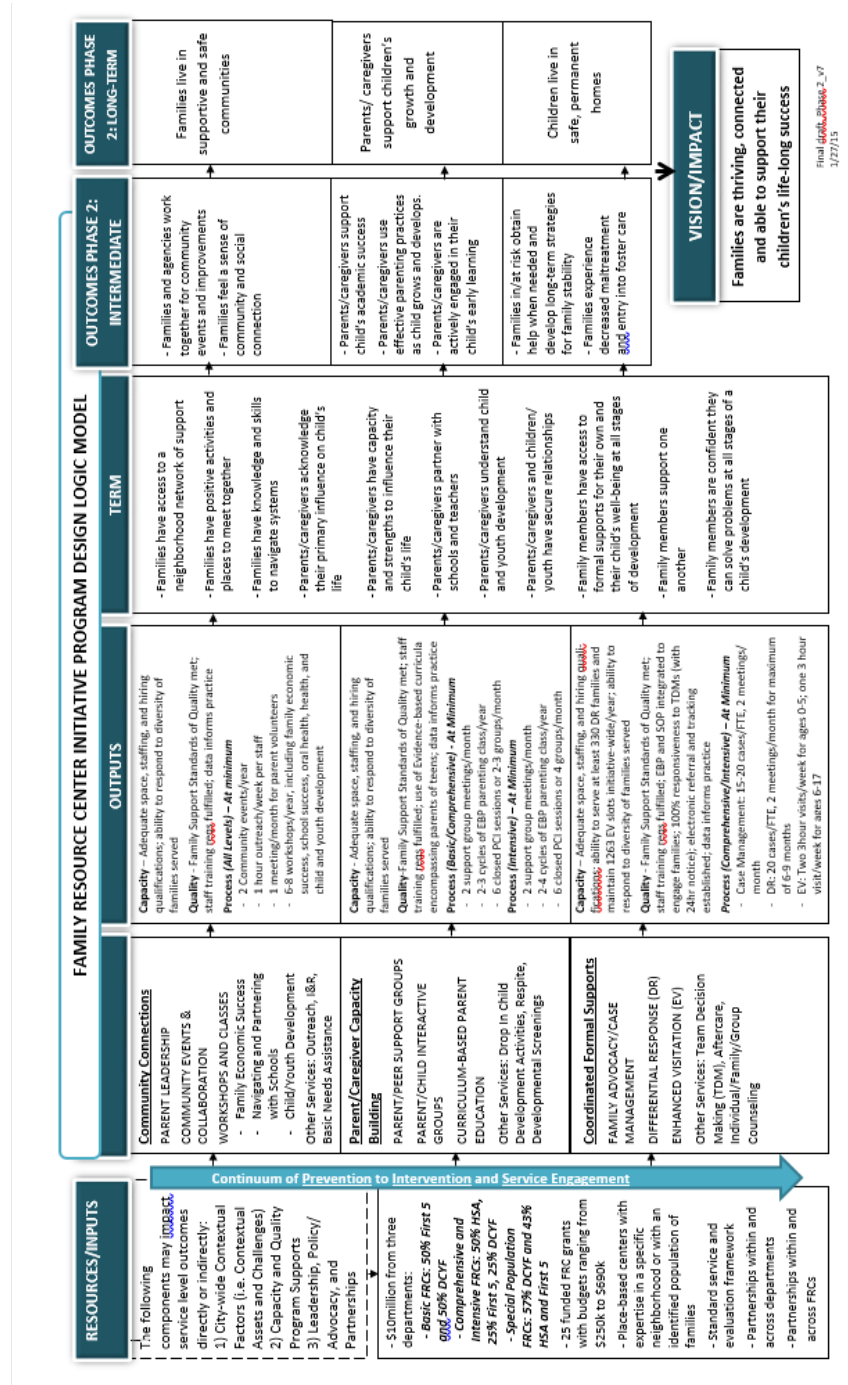 FAMILY RESOURCE CENTER INITIATIVE PROGRAM DESIGN LOGIC MODEL
RESOURCES/INPUTS
The following
components may impact
service level outcomes
directly or indirectly:
1) City-wide Contextual
Factors (i.e. Contextual
Assets and Challenges)
2) Capacity and Quality
Program Supports
3) Leadership, Policy/
Advocacy, and
Partnerships
- $10million from three
departments:
- Basic FRCs: 50% First 5
and 50% DCYF
- Comprehensive and
Intensive FRCs: 50% HSA,
25% First 5, 25% DCYF
- Special Population
FRCs: 57% DCYF and 43%
HSA and First 5
- 25 funded FRC grants
with budgets ranging from
$250k to $690k
- Place-based centers with
expertise in a specific
neighborhood or with an
identified population of
families
- Standard service and
evaluation framework
- Partnerships within and
across departments
- Partnerships within and
across FRCs
Continuum of Prevention to Intervention and Service Engagement
Community Connections
PARENT LEADERSHIP
COMMUNITY EVENTS &
COLLABORATION
WORKSHOPS AND CLASSES
- Family Economic Success
- Navigating and Partnering
with Schools
- Child/Youth Development
Other Services: Outreach, I&R,
Basic Needs Assistance
Parent/Caregiver Capacity
Building
PARENT/PEER SUPPORT GROUPS
PARENT/CHILD INTERACTIVE
GROUPS
CURRICULUM-BASED PARENT
EDUCATION
Other Services: Drop In Child
Development Activities, Respite,
Developmental Screenings
Coordinated Formal Supports
FAMILY ADVOCACY/CASE
MANAGEMENT
DIFFERENTIAL RESPONSE (DR)
ENHANCED VISITATION (EV)
Other Services: Team Decision
Making (TDM), Aftercare,
Individual/Family/Group
Counseling
OUTPUTS
Capacity – Adequate space, staffing, and hiring
qualifications; ability to respond to diversity of
families served
Quality - Family Support Standards of Quality met;
staff training reqs fulfilled; data informs practice
Process (All Levels) – At minimum
- 2 Community events/year
- 1 hour outreach/week per staff
- 1 meeting/month for parent volunteers
- 6-8 workshops/year, including family economic
success, school success, oral health, health, and
child and youth development
Capacity – Adequate space, staffing, and hiring
qualifications; ability to respond to diversity of
families served
Quality-Family Support Standards of Quality met; staff
training reqs fulfilled; use of Evidence-based curricula
encompassing parents of teens; data informs practice
Process (Basic/Comprehensive) - At Minimum
- 2 support group meetings/month
- 2-3 cycles of EBP parenting class/year
- 6 closed PCI sessions or 2-3 groups/month
Process (Intensive) – At Minimum
- 2 support group meetings/month
- 2-4 cycles of EBP parenting class/year
- 6 closed PCI sessions or 4 groups/month
Capacity – Adequate space, staffing, and hiring quali-
fications; ability to serve at least 330 DR families and
maintain 1263 EV slots initiative-wide/year; ability to
respond to diversity of families served
Quality - Family Support Standards of Quality met;
staff training reqs fulfilled; EBP and SOP integrated to
engage families; 100% responsiveness to TDMs (with
24hr notice); electronic referral and tracking
established; data informs practice
Process (Comprehensive/Intensive) – At Minimum
- Case Management: 15-20 cases/FTE, 2 meetings/
month
- DR: 20 cases/FTE, 2 meetings/month for maximum
of 6-9 months
- EV: Two 3hour visits/week for ages 0-5; one 3 hour
visit/week for ages 6-17
TERM
- Families have access to a
neighborhood network of support
- Families have positive activities and
places to meet together
- Families have knowledge and skills
to navigate systems
- Parents/caregivers acknowledge
their primary influence on child's
life
- Parents/caregivers have capacity
and strengths to influence their
child's life
- Parents/caregivers partner with
schools and teachers
- Parents/caregivers understand child
and youth development
- Parents/caregivers and children/
youth have secure relationships
- Family members have access to
formal supports for their own and
their child's well-being at all stages
of development
- Family members support one
another
- Family members are confident they
can solve problems at all stages of a
child's development
OUTCOMES PHASE 2:
INTERMEDIATE
- Families and agencies work
together for community
events and improvements
- Families feel a sense of
community and social
connection
- Parents/caregivers support
child's academic success
- Parents/caregivers use
effective parenting practices
as child grows and develops.
- Parents/caregivers are
actively engaged in their
child's early learning
- Families in/at risk obtain
help when needed and
develop long-term strategies
for family stability
- Families experience
decreased maltreatment
and entry into foster care
OUTCOMES PHASE
2: LONG-TERM
Families live in
supportive and safe
communities
Parents/ caregivers
support children's
growth and
development
Children live in
safe, permanent
homes
VISION/IMPACT
Families are thriving, connected
and able to support their
children's life-long success
Final draft_Phase 2_v7
1/27/15